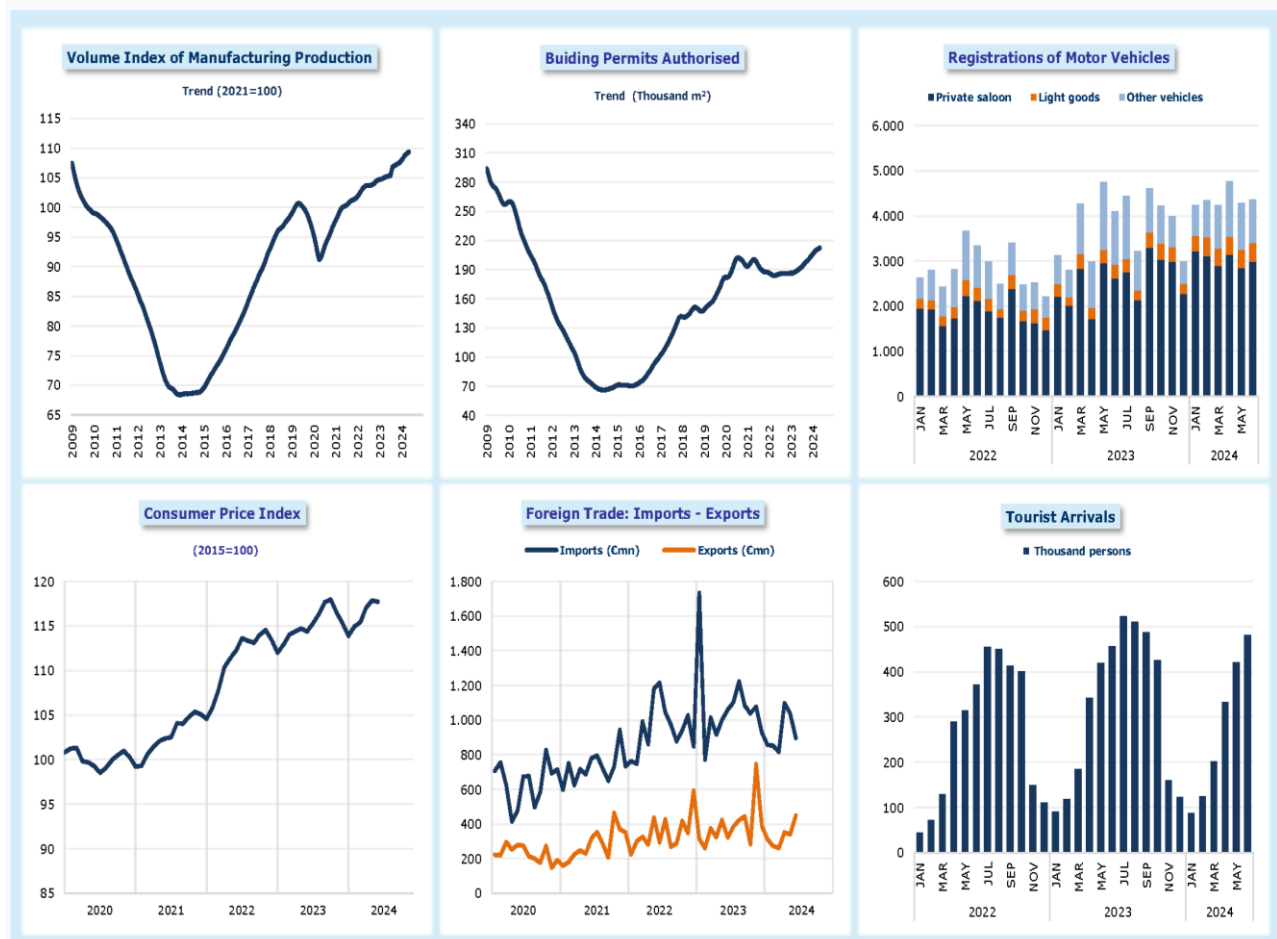 Volume Index of Manufacturing Production
Trend (2021=100)
115
110
105
100
95
90
85
80
75
70
65
2009
2010
2011
2012
2013
2014
2015
2016
2017
2018
2019
2020
2021
2022
2023
2024
Buiding Permits Authorised
Trend (Thousand m²)
340
310
280
250
220
190
160
130
100
70
40
2009
2010
2011
2012
2013
2014
2015
2016
2017
2018
2019
2020
2021
2022
2023
2024
Registrations of Motor Vehicles
Private saloon Light goods Other vehicles
6.000
5.000
4.000
3.000
2.000
1.000
0
JAN
MAR
MAY
JUL
SEP
NOV
JAN
MAR
MAY
JUL
SEP
NOV
JAN
MAR
MAY
2022 2023 2024
Consumer Price Index
(2015=100)
120
115
110
105
100
95
90
85
2020 2021 2022 2023 2024
Foreign Trade: Imports - Exports
Imports (€mn) Exports (€mn)
1.800
1.600
1.400
1.200
1.000
800
600
400
200
0
2020 2021 2022 2023 2024
Tourist Arrivals
Thousand persons
600
500
400
300
200
100
0
JAN
MAR
MAY
JUL
SEP
NOV
JAN
MAR
MAY
JUL
SEP
NOV
JAN
MAR
MAY
2022 2023 2024